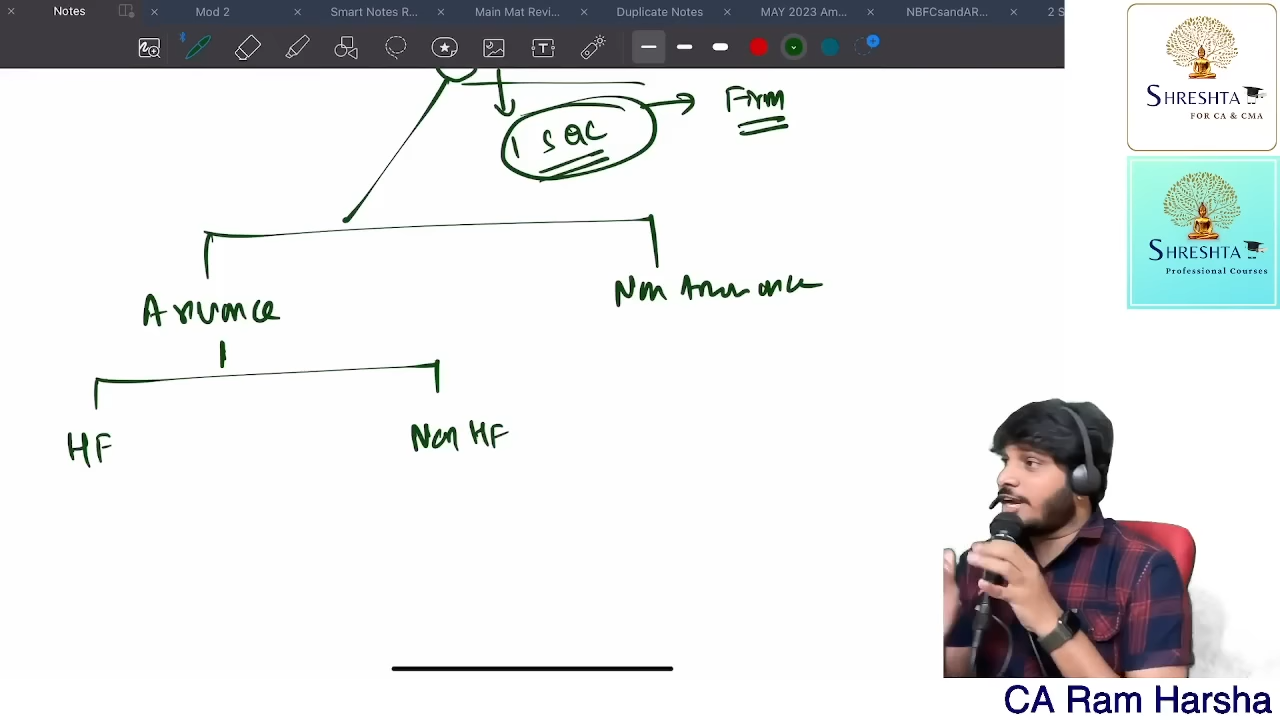 Notes
Mod 2
Smart Notes R...
Main Mat Revi...
Duplicate Notes
MAY 2023 Am...
NBFCsandAR...
2 S
SHRESHTA
FOR CA & CMA
SHRESHTA
Professional Courses
Firm
1 SQC
Assurance
Non Assurance
HF
Non HF
CA Ram Harsha